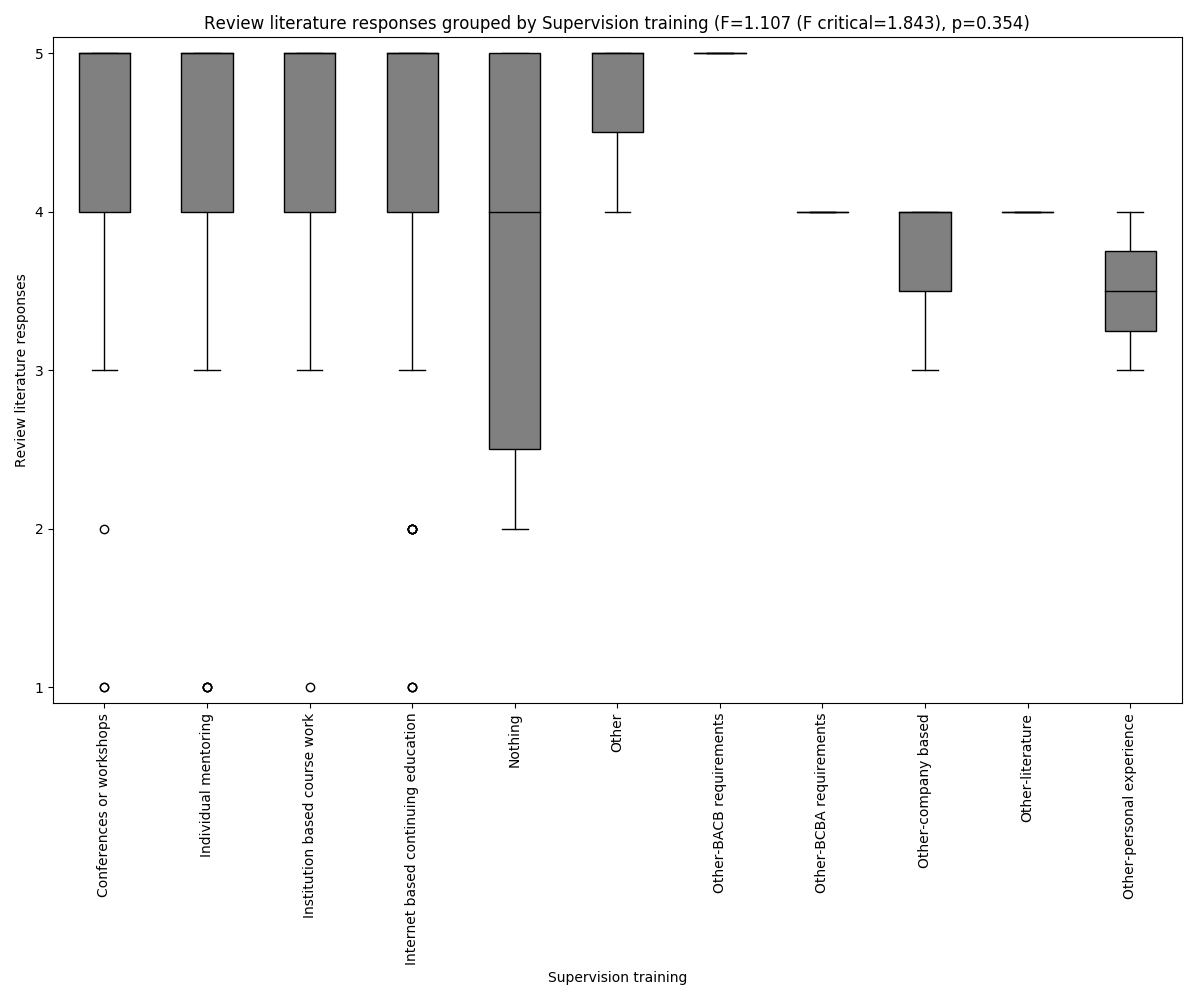 Review literature responses grouped by Supervision training (F=1.107 (F critical=1.843), p=0.354)
Review literature responses
5
4
3
2
1
Conferences or workshops
Individual mentoring
Institution based course work
Internet based continuing education
Nothing
Other
Other-BACB requirements
Other-BCBA requirements
Other-company based
Other-literature
Other-personal experience
Supervision training